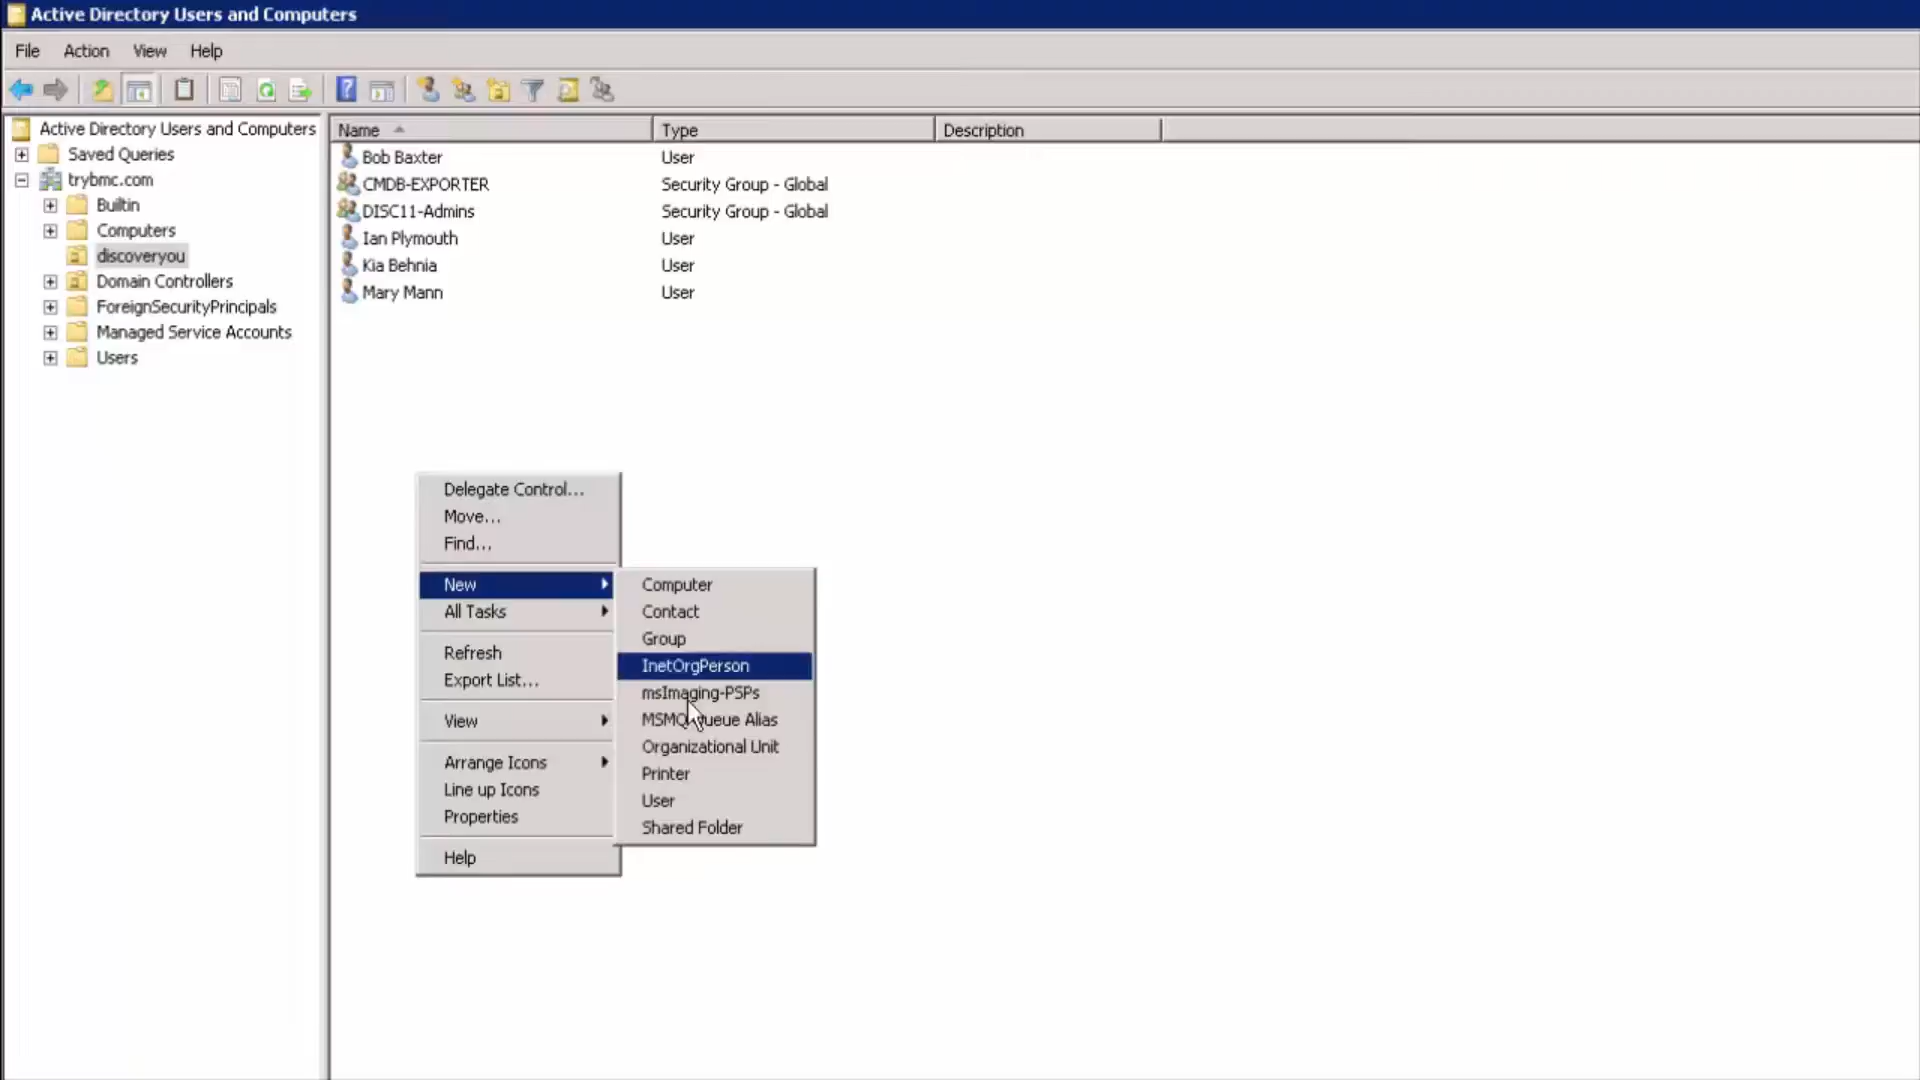 Active Directory Users and Computers
File Action View Help
Active Directory Users and Computers
Saved Queries
trybmc.com
Builtin
Computers
discoveryou
Domain Controllers
ForeignSecurityPrincipals
Managed Service Accounts
Users
Name Type Description
Bob Baxter User
CMDB-EXPORTER Security Group - Global
DISC11-Admins Security Group - Global
Ian Plymouth User
Kia Behnia User
Mary Mann User
Delegate Control...
Move...
Find...
New
All Tasks
Refresh
Export List...
View
Arrange Icons
Line up Icons
Properties
Help
Computer
Contact
Group
InetOrgPerson
msImaging-PSPs
MSMQ Queue Alias
Organizational Unit
Printer
User
Shared Folder